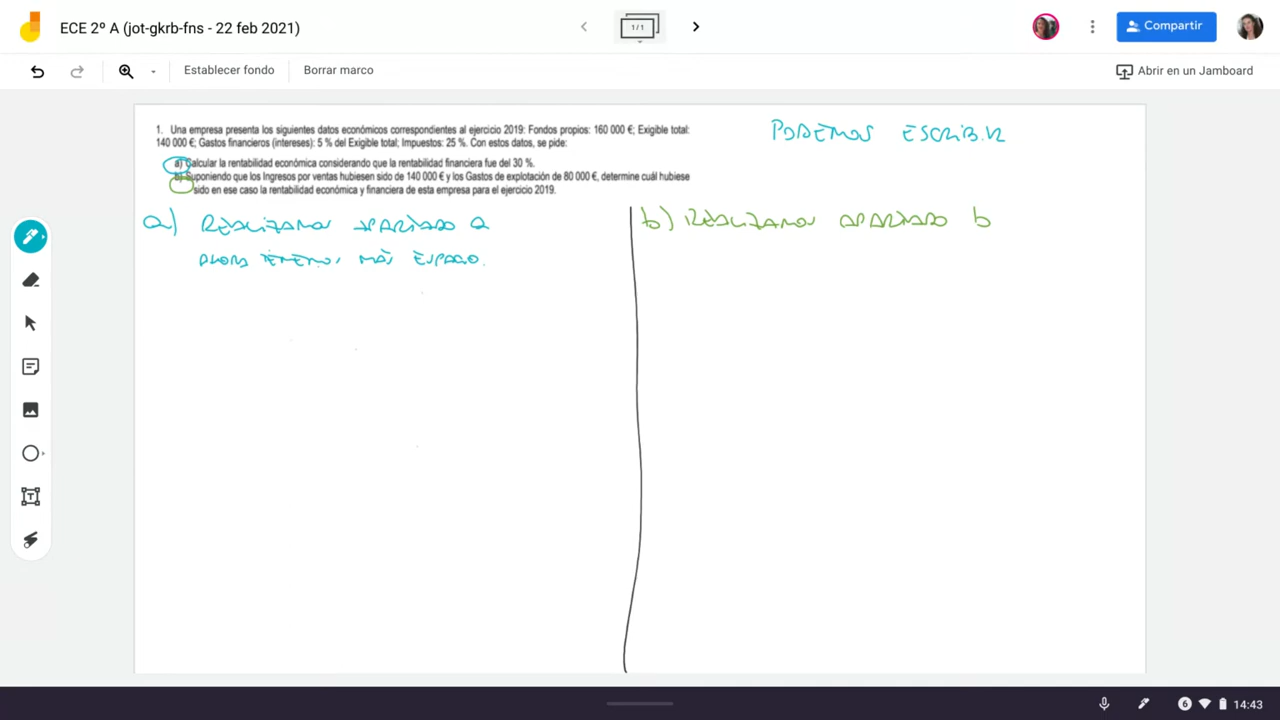 ECE 2º A (jot-gkrb-fns - 22 feb 2021)
1 / 1
Compartir
Establecer fondo
Borrar marco
Abrir en un Jamboard
1. Una empresa presenta los siguientes datos económicos correspondientes al ejercicio 2019: Fondos propios: 160 000 €; Exigible total:
140 000 €; Gastos financieros (intereses): 5 % del Exigible total; Impuestos: 25 %. Con estos datos, se pide:
a) Calcular la rentabilidad económica considerando que la rentabilidad financiera fue del 30 %.
b) Suponiendo que los Ingresos por ventas hubiesen sido de 140 000 € y los Gastos de explotación de 80 000 €, determine cuál hubiese
sido en ese caso la rentabilidad económica y financiera de esta empresa para el ejercicio 2019.
PODEMOS ESCRIBIR
a) REALIZAMOS APARTADO a
AHORA TENEMOS MÁS ESPACIO.
b) REALIZAMOS APARTADO b
6
14:43